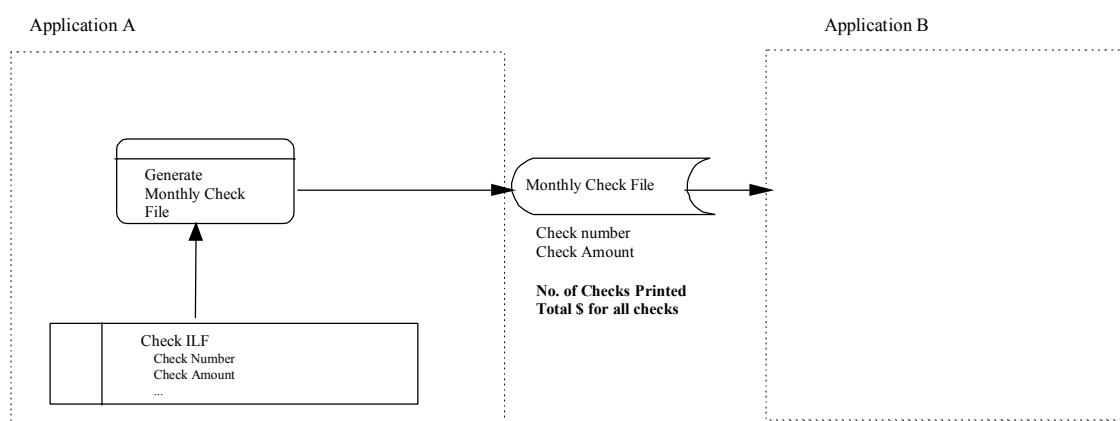 Application A
Application B
Generate
Monthly Check
File
Monthly Check File
Check number
Check Amount
No. of Checks Printed
Total $ for all checks
Check ILF
Check Number
Check Amount
...